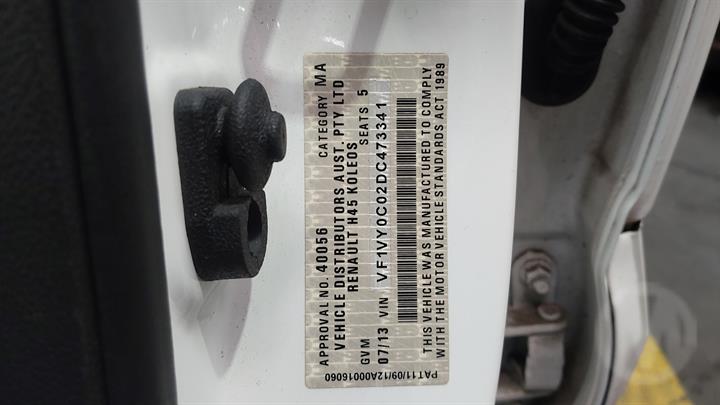 APPROVAL NO. 40056 CATEGORY MA
VEHICLE DISTRIBUTORS AUST. PTY LTD
RENAULT H45 KOLEOS
GVM SEATS 5
07/13 VIN VF1VY0C02DC473341
THIS VEHICLE WAS MANUFACTURED TO COMPLY
WITH THE MOTOR VEHICLE STANDARDS ACT 1989
PAT11/09/12A000016060